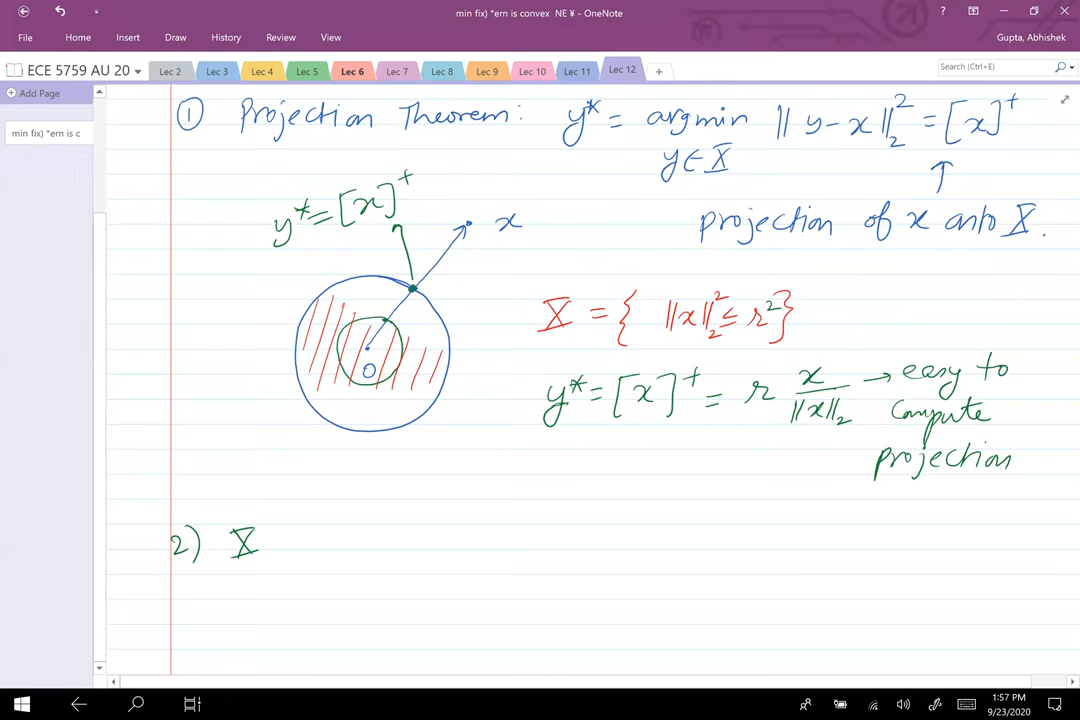 min fix) *ern is convex NE ¥ - OneNote
File Home Insert Draw History Review View Gupta, Abhishek
ECE 5759 AU 20 Lec 2 Lec 3 Lec 4 Lec 5 Lec 6 Lec 7 Lec 8 Lec 9 Lec 10 Lec 11 Lec 12 Search (Ctrl+E)
Add Page
min fix) *ern is c
① Projection Theorem: y* = argmin ||y-x||₂² = [x]⁺
y∈X
y* = [x]⁺
x
projection of x onto X.
X = { ||x||₂² ≤ r² }
0
y* = [x]⁺ = r x/||x||₂ → easy to
compute
projection
2) X
1:57 PM
9/23/2020